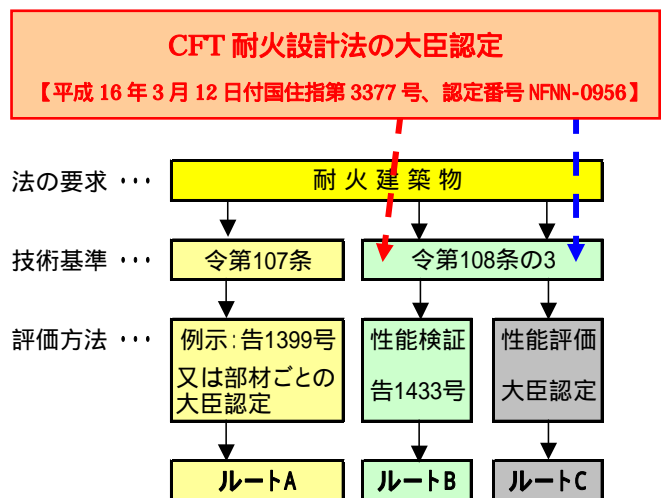 CFT 耐火設計法の大臣認定
【平成 16 年 3 月 12 日付国住指第 3377 号、認定番号 NFNN-0956】
法の要求 ・・・ 耐 火 建 築 物
技術基準 ・・・ 令第107条 令第108条の3
評価方法 ・・・ 例示:告1399号 性能検証 性能評価
又は部材ごとの 告1433号 大臣認定
大臣認定
ルートA ルートB ルートC